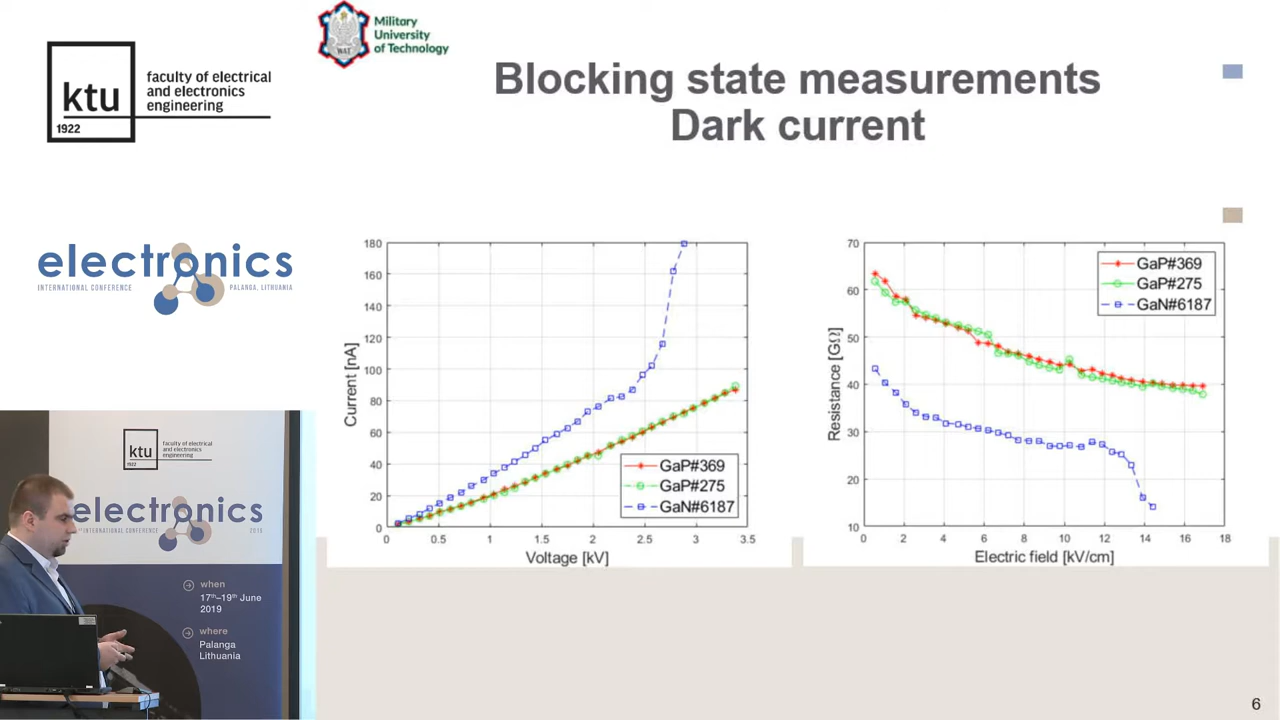 Military
University
of Technology
WAT
ktu
1922
faculty of electrical
and electronics
engineering
Blocking state measurements
Dark current
electronics
INTERNATIONAL CONFERENCE
PALANGA, LITHUANIA
180
160
140
120
100
80
60
40
20
0
Current [nA]
0
0.5
1
1.5
2
2.5
3
3.5
Voltage [kV]
GaP#369
GaP#275
GaN#6187
70
60
50
40
30
20
10
Resistance [GΩ]
0
2
4
6
8
10
12
14
16
18
Electric field [kV/cm]
GaP#369
GaP#275
GaN#6187
ktu
1922
faculty of electrical
and electronics
engineering
electronics
INTERNATIONAL CONFERENCE
2019
when
17th–19th June
2019
where
Palanga
Lithuania
6